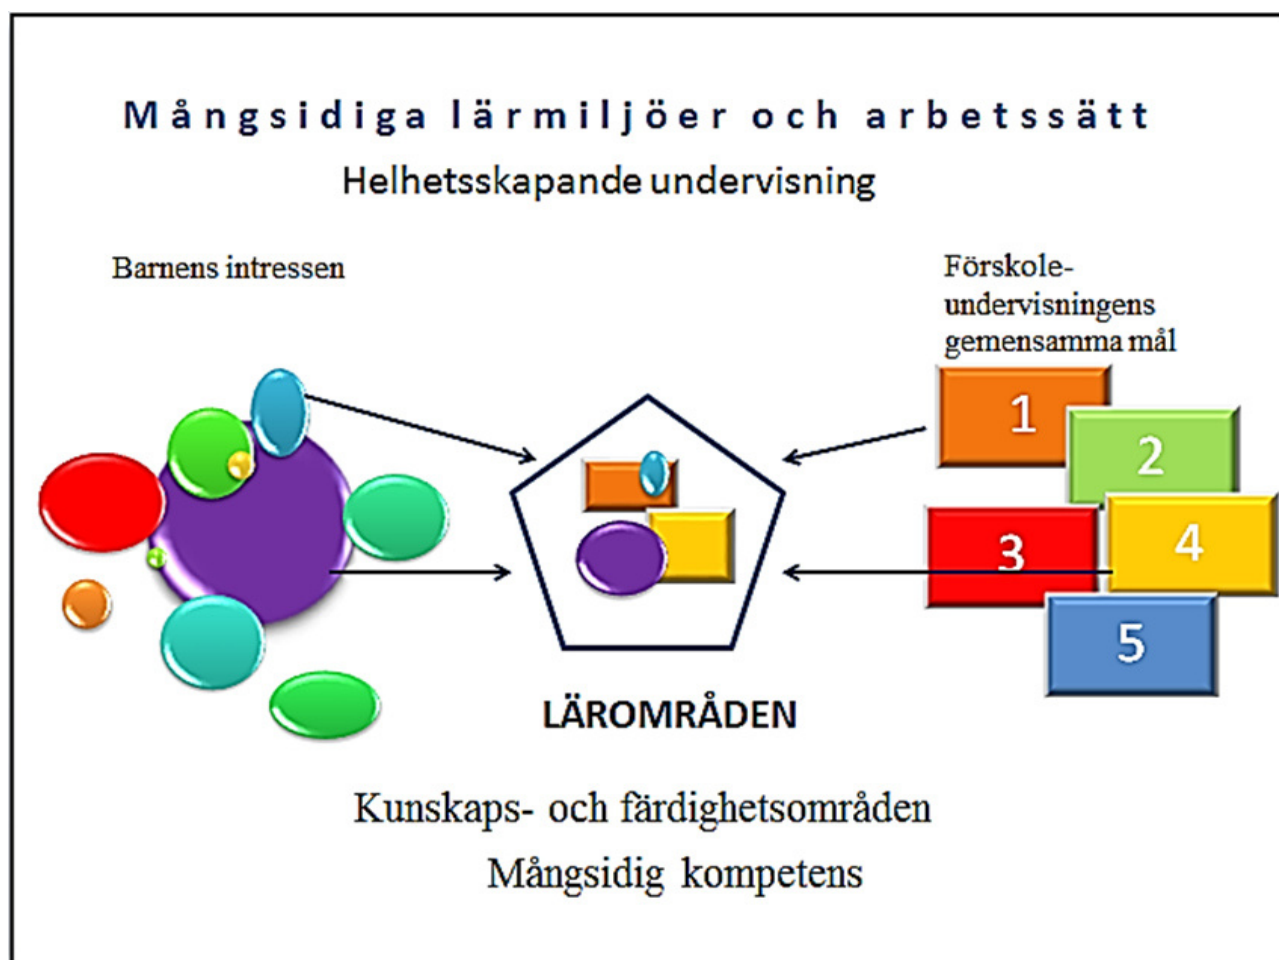 Mångsidiga lärmiljöer och arbetssätt
Helhetsskapande undervisning
Barnens intressen
Förskole-
undervisningens
gemensamma mål
1
2
3
4
5
LÄROMRÅDEN
Kunskaps- och färdighetsområden
Mångsidig kompetens